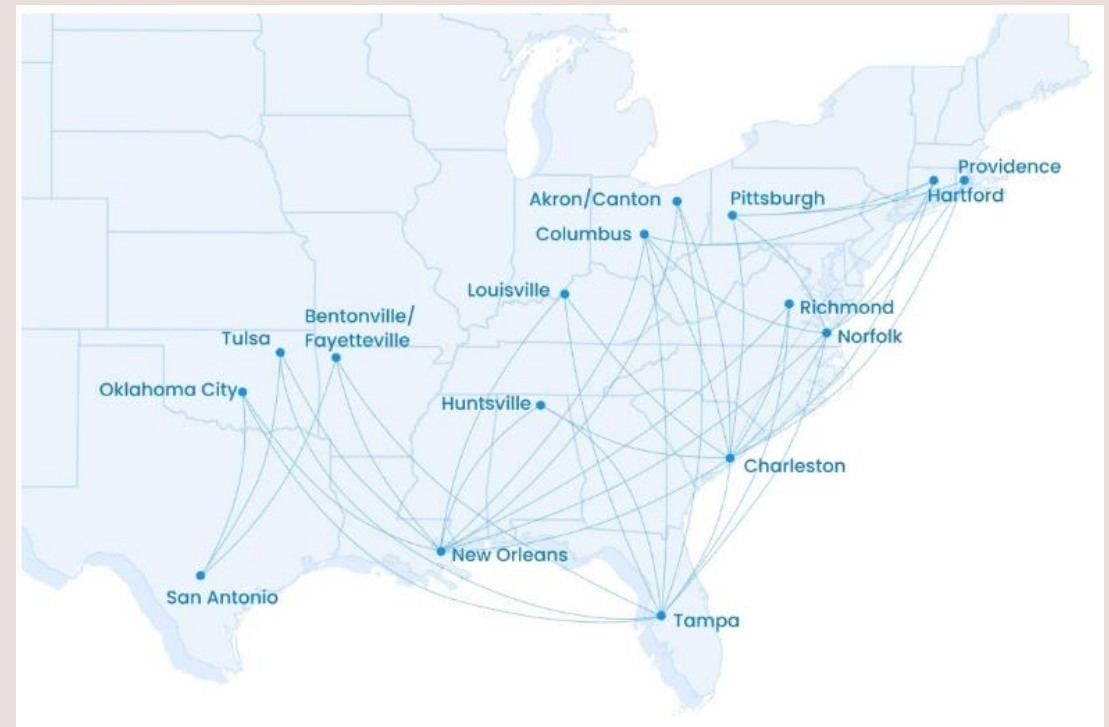 Providence
Akron/Canton
Pittsburgh
Hartford
Columbus
Louisville
Richmond
Bentonville/
Fayetteville
Tulsa
Norfolk
Oklahoma City
Huntsville
Charleston
New Orleans
San Antonio
Tampa